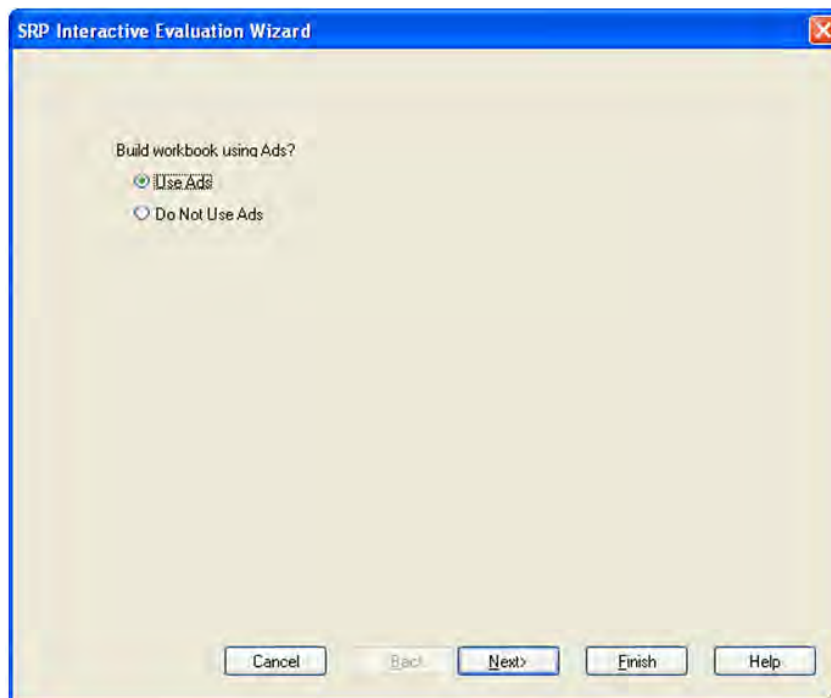 SRP Interactive Evaluation Wizard
Build workbook using Ads?
Use Ads
Do Not Use Ads
Cancel Back Next> Finish Help